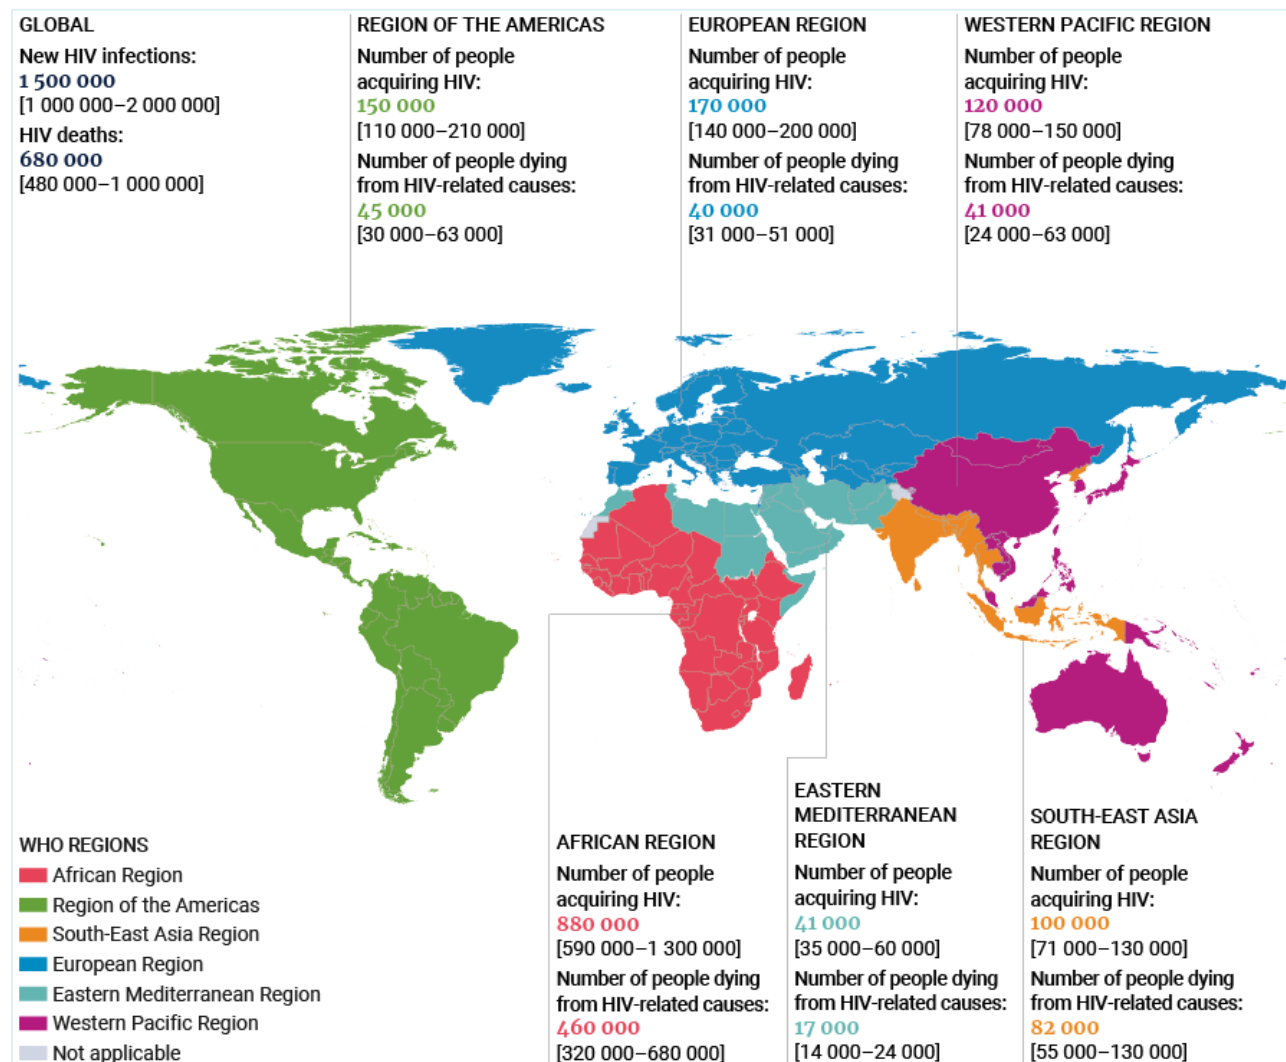 GLOBAL
New HIV infections:
1 500 000
[1 000 000–2 000 000]
HIV deaths:
680 000
[480 000–1 000 000]
REGION OF THE AMERICAS
Number of people
acquiring HIV:
150 000
[110 000–210 000]
Number of people dying
from HIV-related causes:
45 000
[30 000–63 000]
EUROPEAN REGION
Number of people
acquiring HIV:
170 000
[140 000–200 000]
Number of people dying
from HIV-related causes:
40 000
[31 000–51 000]
WESTERN PACIFIC REGION
Number of people
acquiring HIV:
120 000
[78 000–150 000]
Number of people dying
from HIV-related causes:
41 000
[24 000–63 000]
WHO REGIONS
African Region
Region of the Americas
South-East Asia Region
European Region
Eastern Mediterranean Region
Western Pacific Region
Not applicable
AFRICAN REGION
Number of people
acquiring HIV:
880 000
[590 000–1 300 000]
Number of people dying
from HIV-related causes:
460 000
[320 000–680 000]
EASTERN
MEDITERRANEAN
REGION
Number of people
acquiring HIV:
41 000
[35 000–60 000]
Number of people dying
from HIV-related causes:
17 000
[14 000–24 000]
SOUTH-EAST ASIA
REGION
Number of people
acquiring HIV:
100 000
[71 000–130 000]
Number of people dying
from HIV-related causes:
82 000
[55 000–130 000]